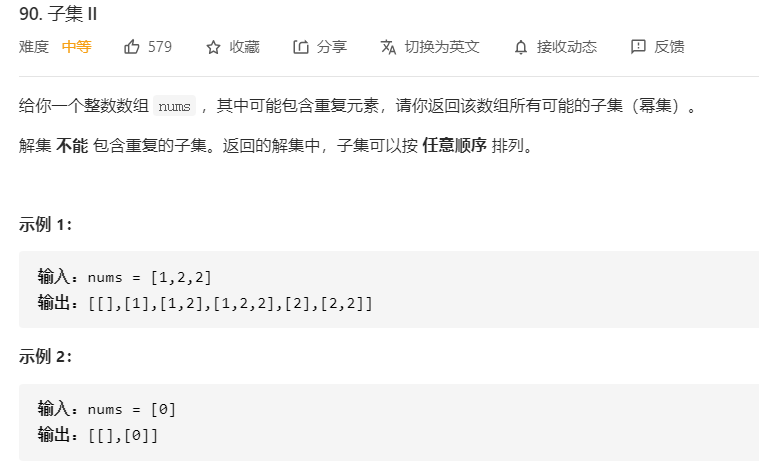 90. 子集 II
难度 中等 579 收藏 分享 切换为英文 接收动态 反馈
给你一个整数数组 nums ，其中可能包含重复元素，请你返回该数组所有可能的子集（幂集）。
解集 不能 包含重复的子集。返回的解集中，子集可以按 任意顺序 排列。
示例 1：
输入：nums = [1,2,2]
输出：[[],[1],[1,2],[1,2,2],[2],[2,2]]
示例 2：
输入：nums = [0]
输出：[[],[0]]